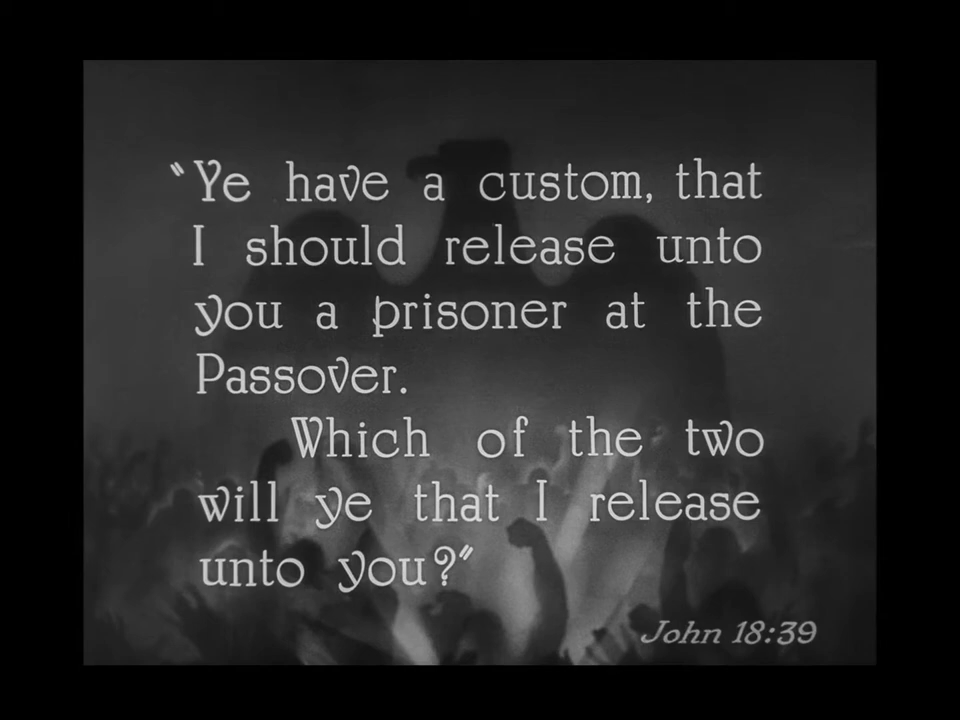 "Ye have a custom, that
I should release unto
you a prisoner at the
Passover.
Which of the two
will ye that I release
unto you?"
John 18:39